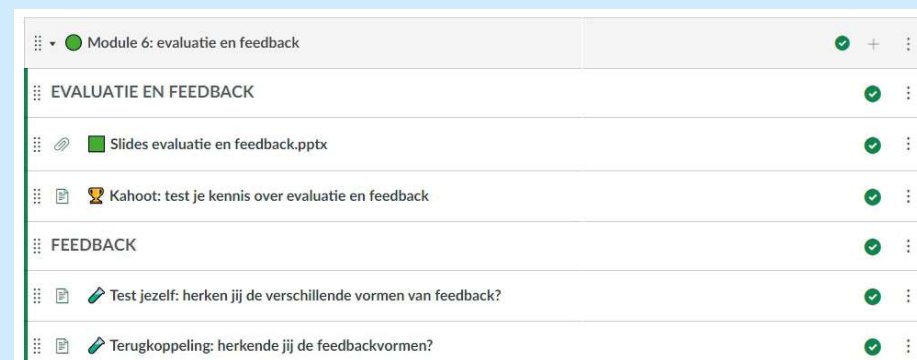 Module 6: evaluatie en feedback
EVALUATIE EN FEEDBACK
Slides evaluatie en feedback.pptx
Kahoot: test je kennis over evaluatie en feedback
FEEDBACK
Test jezelf: herken jij de verschillende vormen van feedback?
Terugkoppeling: herkende jij de feedbackvormen?